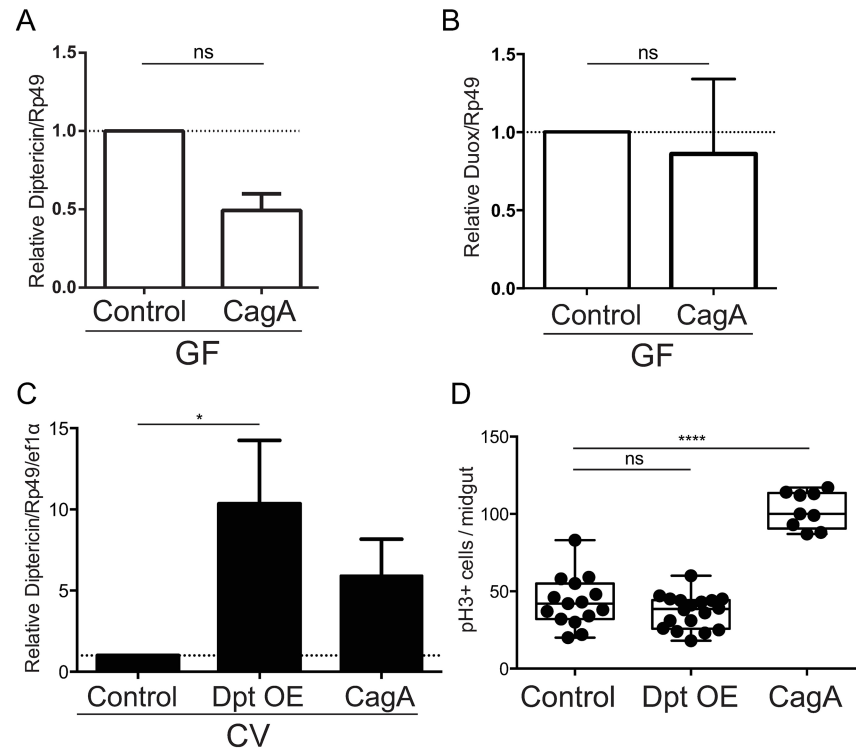 A
Relative Diptericin/Rp49
1.5
1.0
0.5
0.0
ns
Control CagA
GF
B
Relative Duox/Rp49
1.5
1.0
0.5
0.0
ns
Control CagA
GF
C
Relative Diptericin/Rp49/ef1α
15
10
5
0
*
Control Dpt OE CagA
CV
D
pH3+ cells / midgut
150
100
50
0
****
ns
Control Dpt OE CagA